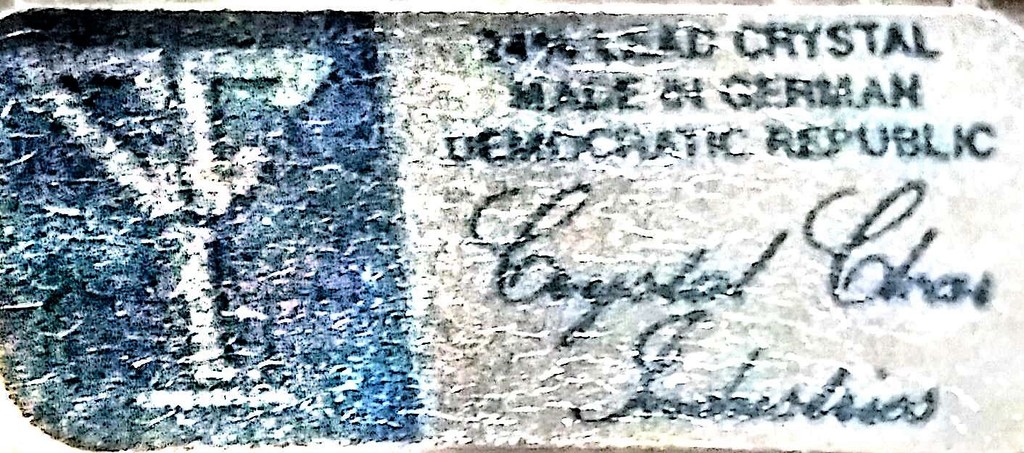 24% LEAD CRYSTAL
MADE IN GERMAN
DEMOCRATIC REPUBLIC
Crystal Clear
Industries